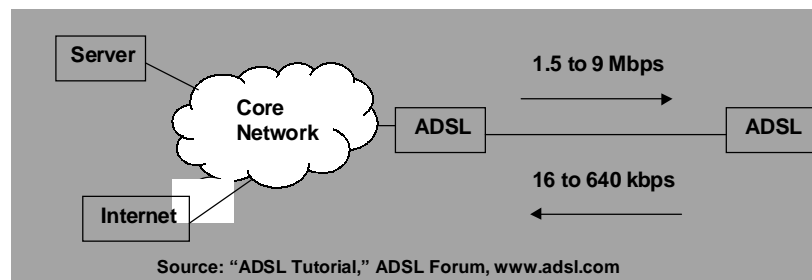 Server
1.5 to 9 Mbps
Core
Network
ADSL
ADSL
16 to 640 kbps
Internet
Source: “ADSL Tutorial,” ADSL Forum, www.adsl.com